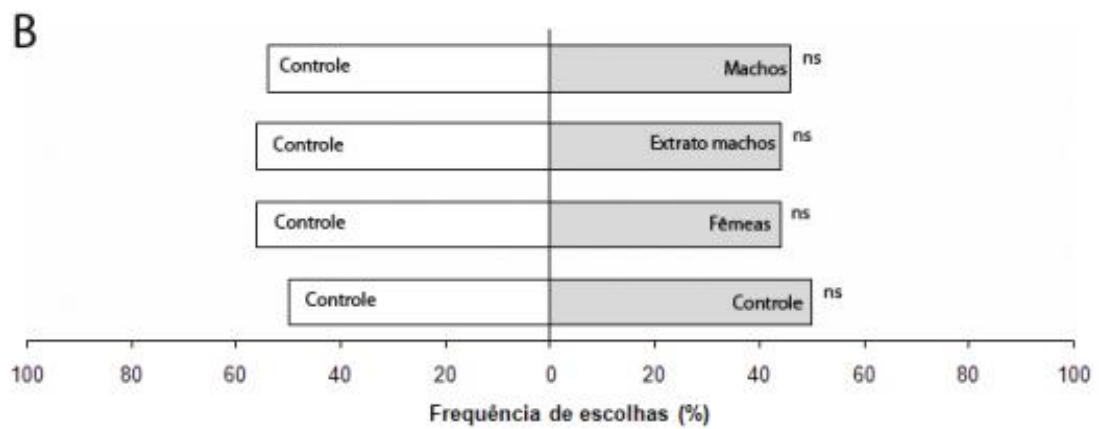 B
Controle Machos ns
Controle Extrato machos ns
Controle Fêmeas ns
Controle Controle ns
100 80 60 40 20 0 20 40 60 80 100
Frequência de escolhas (%)